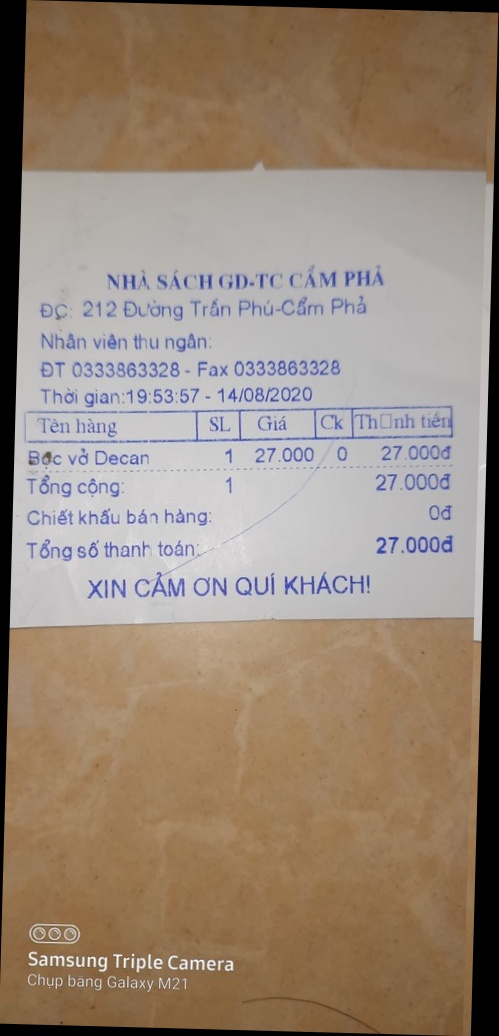 NHÀ SÁCH GD-TC CẨM PHẢ
ĐC: 212 Đường Trần Phú-Cẩm Phả
Nhân viên thu ngân:
ĐT 0333863328 - Fax 0333863328
Thời gian:19:53:57 - 14/08/2020
Tên hàng SL Giá Ck Th□nh tiền
Bọc vở Decan 1 27.000 0 27.000đ
Tổng cộng: 1 27.000đ
Chiết khấu bán hàng: 0đ
Tổng số thanh toán: 27.000đ
XIN CẢM ƠN QUÍ KHÁCH!
Samsung Triple Camera
Chụp bằng Galaxy M21